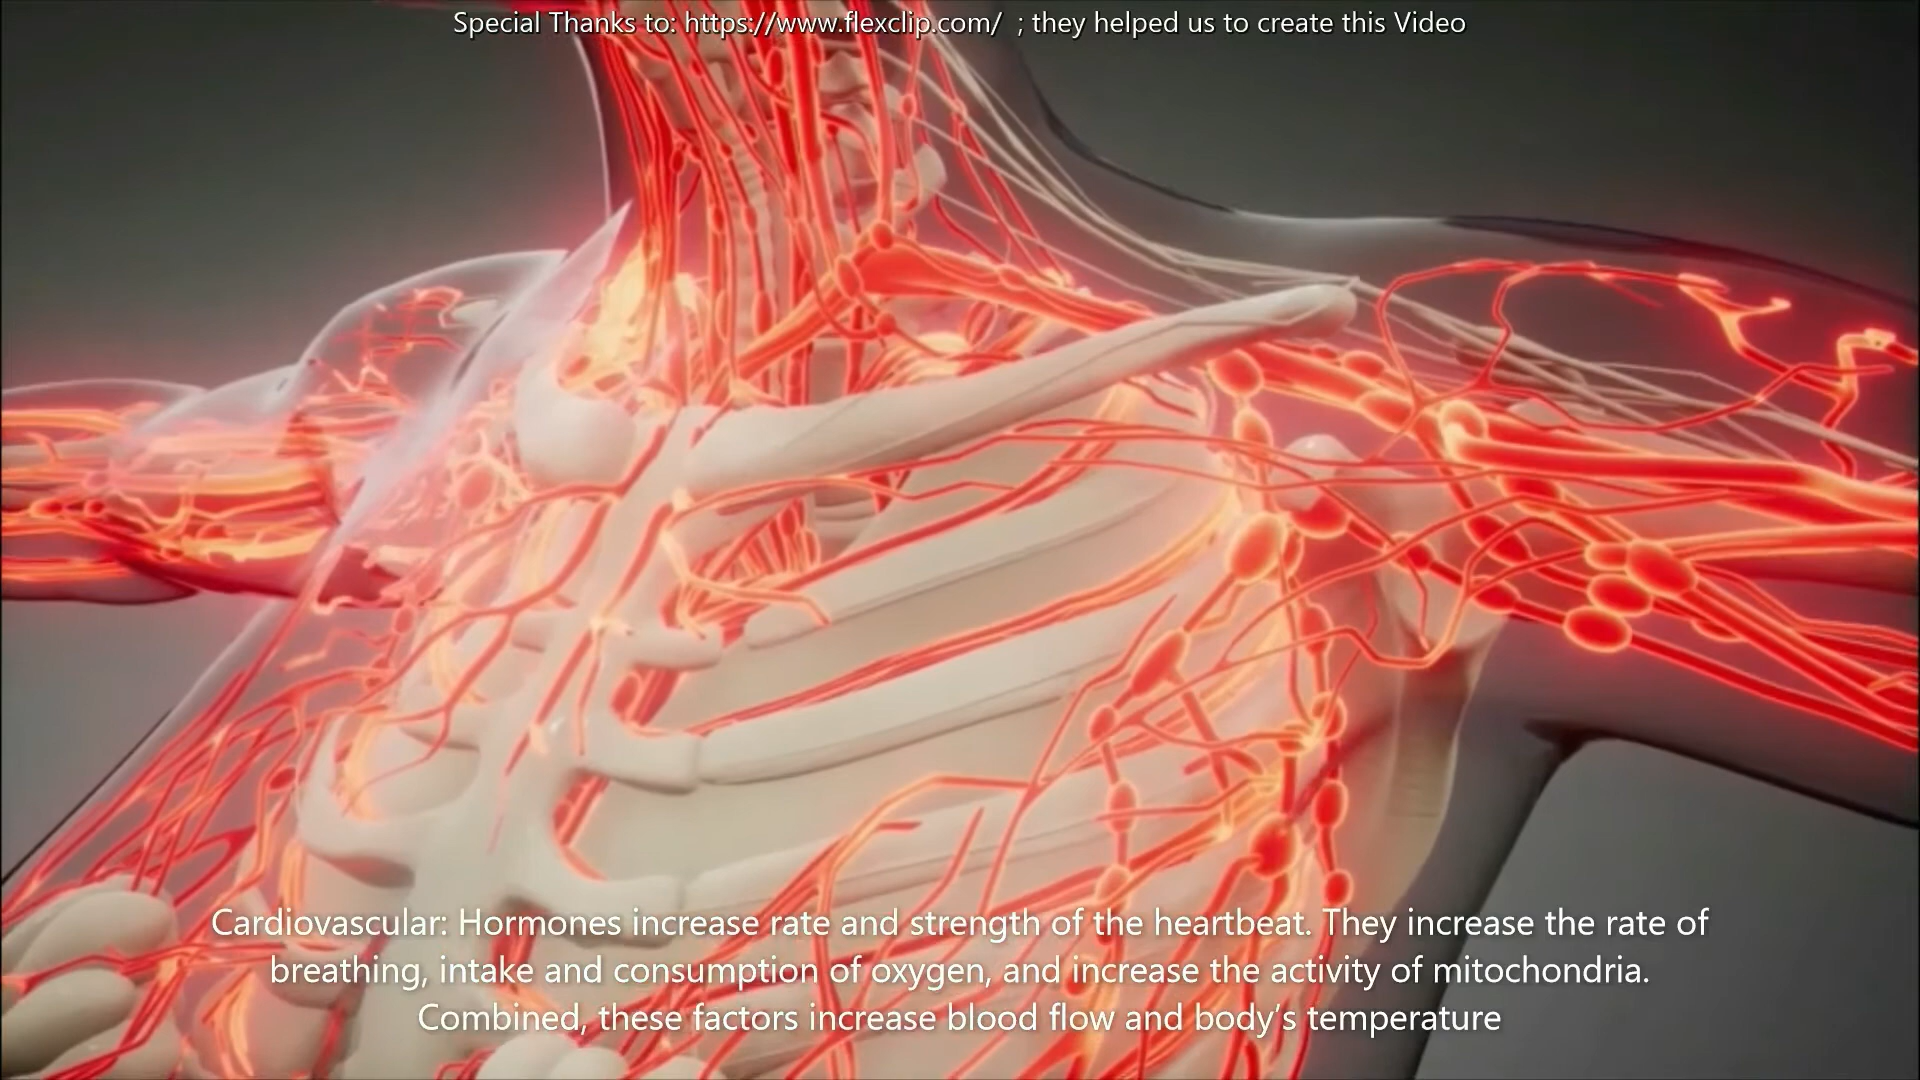 Special Thanks to: https://www.flexclip.com/ ; they helped us to create this Video
Cardiovascular: Hormones increase rate and strength of the heartbeat. They increase the rate of
breathing, intake and consumption of oxygen, and increase the activity of mitochondria.
Combined, these factors increase blood flow and body’s temperature